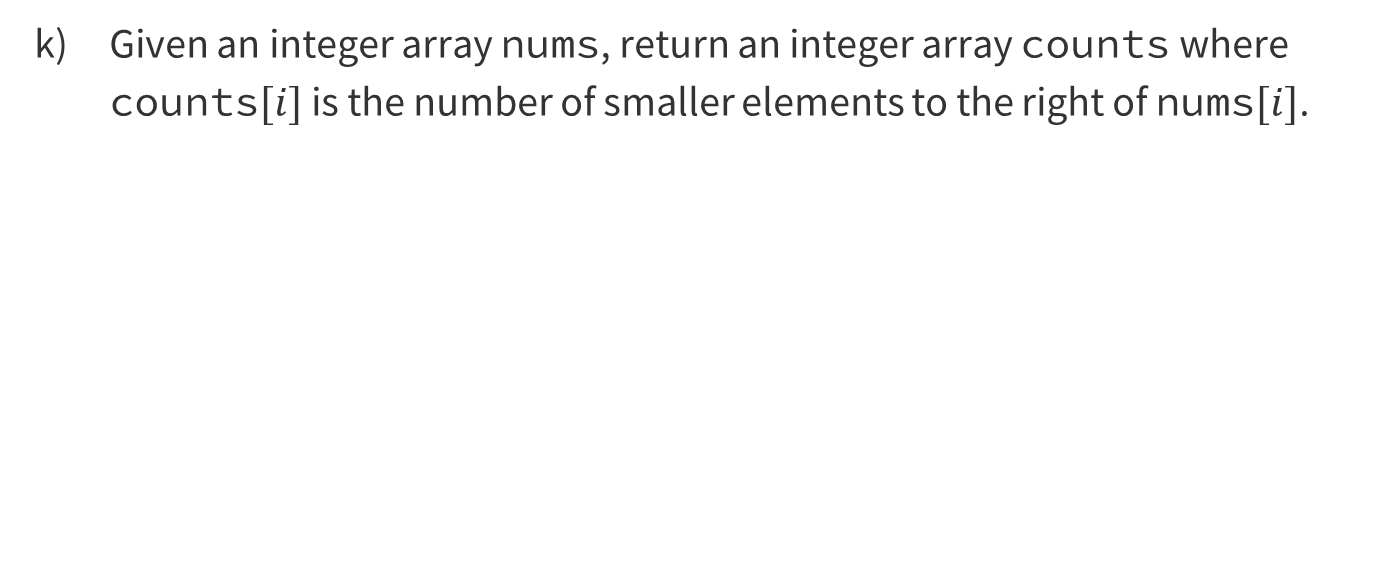 k) Given an integer array nums, return an integer array counts where
counts[i] is the number of smaller elements to the right of nums[i].